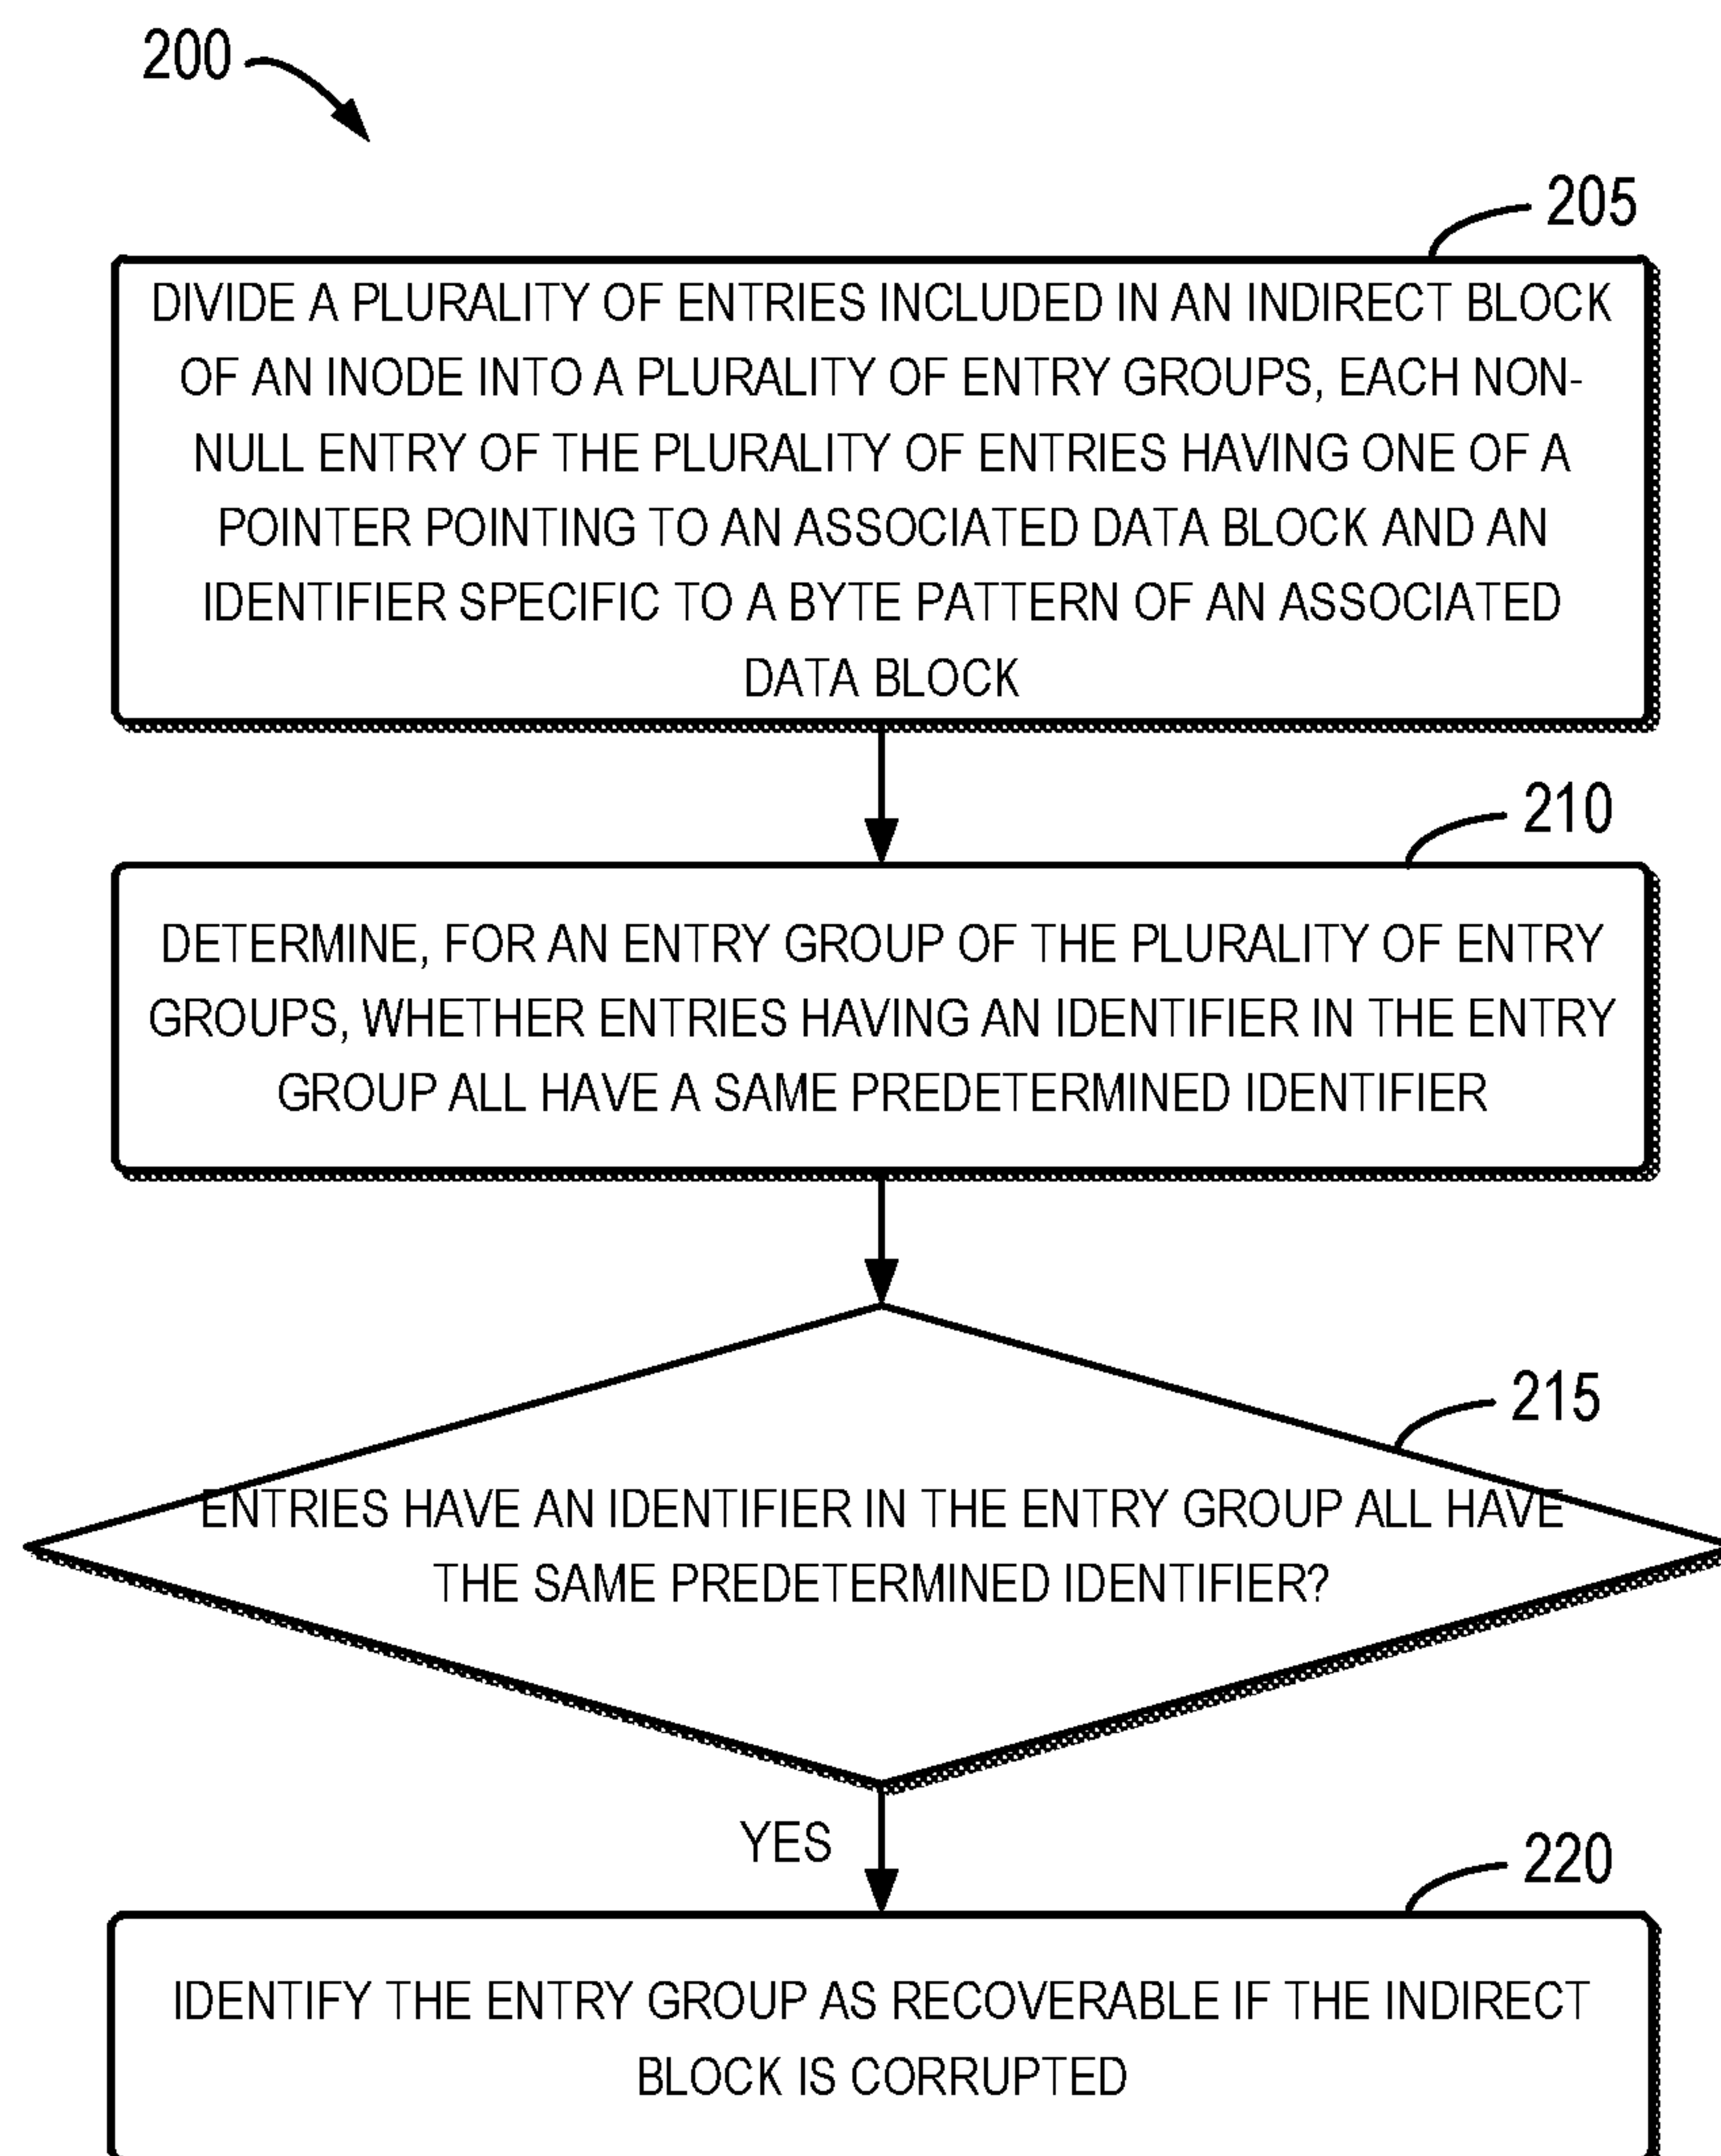 200
205
DIVIDE A PLURALITY OF ENTRIES INCLUDED IN AN INDIRECT BLOCK
OF AN INODE INTO A PLURALITY OF ENTRY GROUPS, EACH NON-
NULL ENTRY OF THE PLURALITY OF ENTRIES HAVING ONE OF A
POINTER POINTING TO AN ASSOCIATED DATA BLOCK AND AN
IDENTIFIER SPECIFIC TO A BYTE PATTERN OF AN ASSOCIATED
DATA BLOCK
210
DETERMINE, FOR AN ENTRY GROUP OF THE PLURALITY OF ENTRY
GROUPS, WHETHER ENTRIES HAVING AN IDENTIFIER IN THE ENTRY
GROUP ALL HAVE A SAME PREDETERMINED IDENTIFIER
215
ENTRIES HAVE AN IDENTIFIER IN THE ENTRY GROUP ALL HAVE
THE SAME PREDETERMINED IDENTIFIER?
YES
220
IDENTIFY THE ENTRY GROUP AS RECOVERABLE IF THE INDIRECT
BLOCK IS CORRUPTED